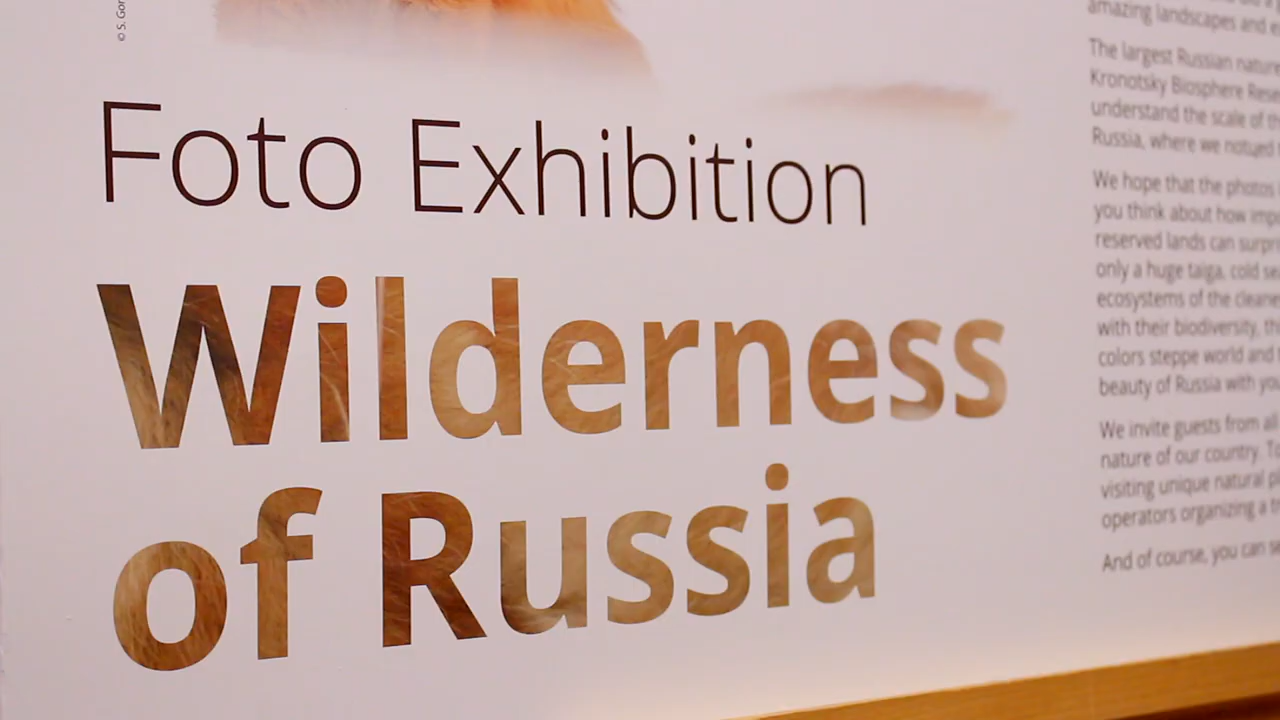 © S. Gor
Foto Exhibition
Wilderness
of Russia
amazing landscapes and
The largest Russian nature
Kronotsky Biosphere Rese
understand the scale of th
Russia, where we
We hope that the photos
you think about how imp
reserved lands can surpri
only a huge taiga, cold se
ecosystems of the cleane
with their biodiversity, th
colors steppe world and
beauty of Russia with you
We invite guests from all
nature of our country. To
visiting unique natural pl
operators organizing a
And of course, you can se